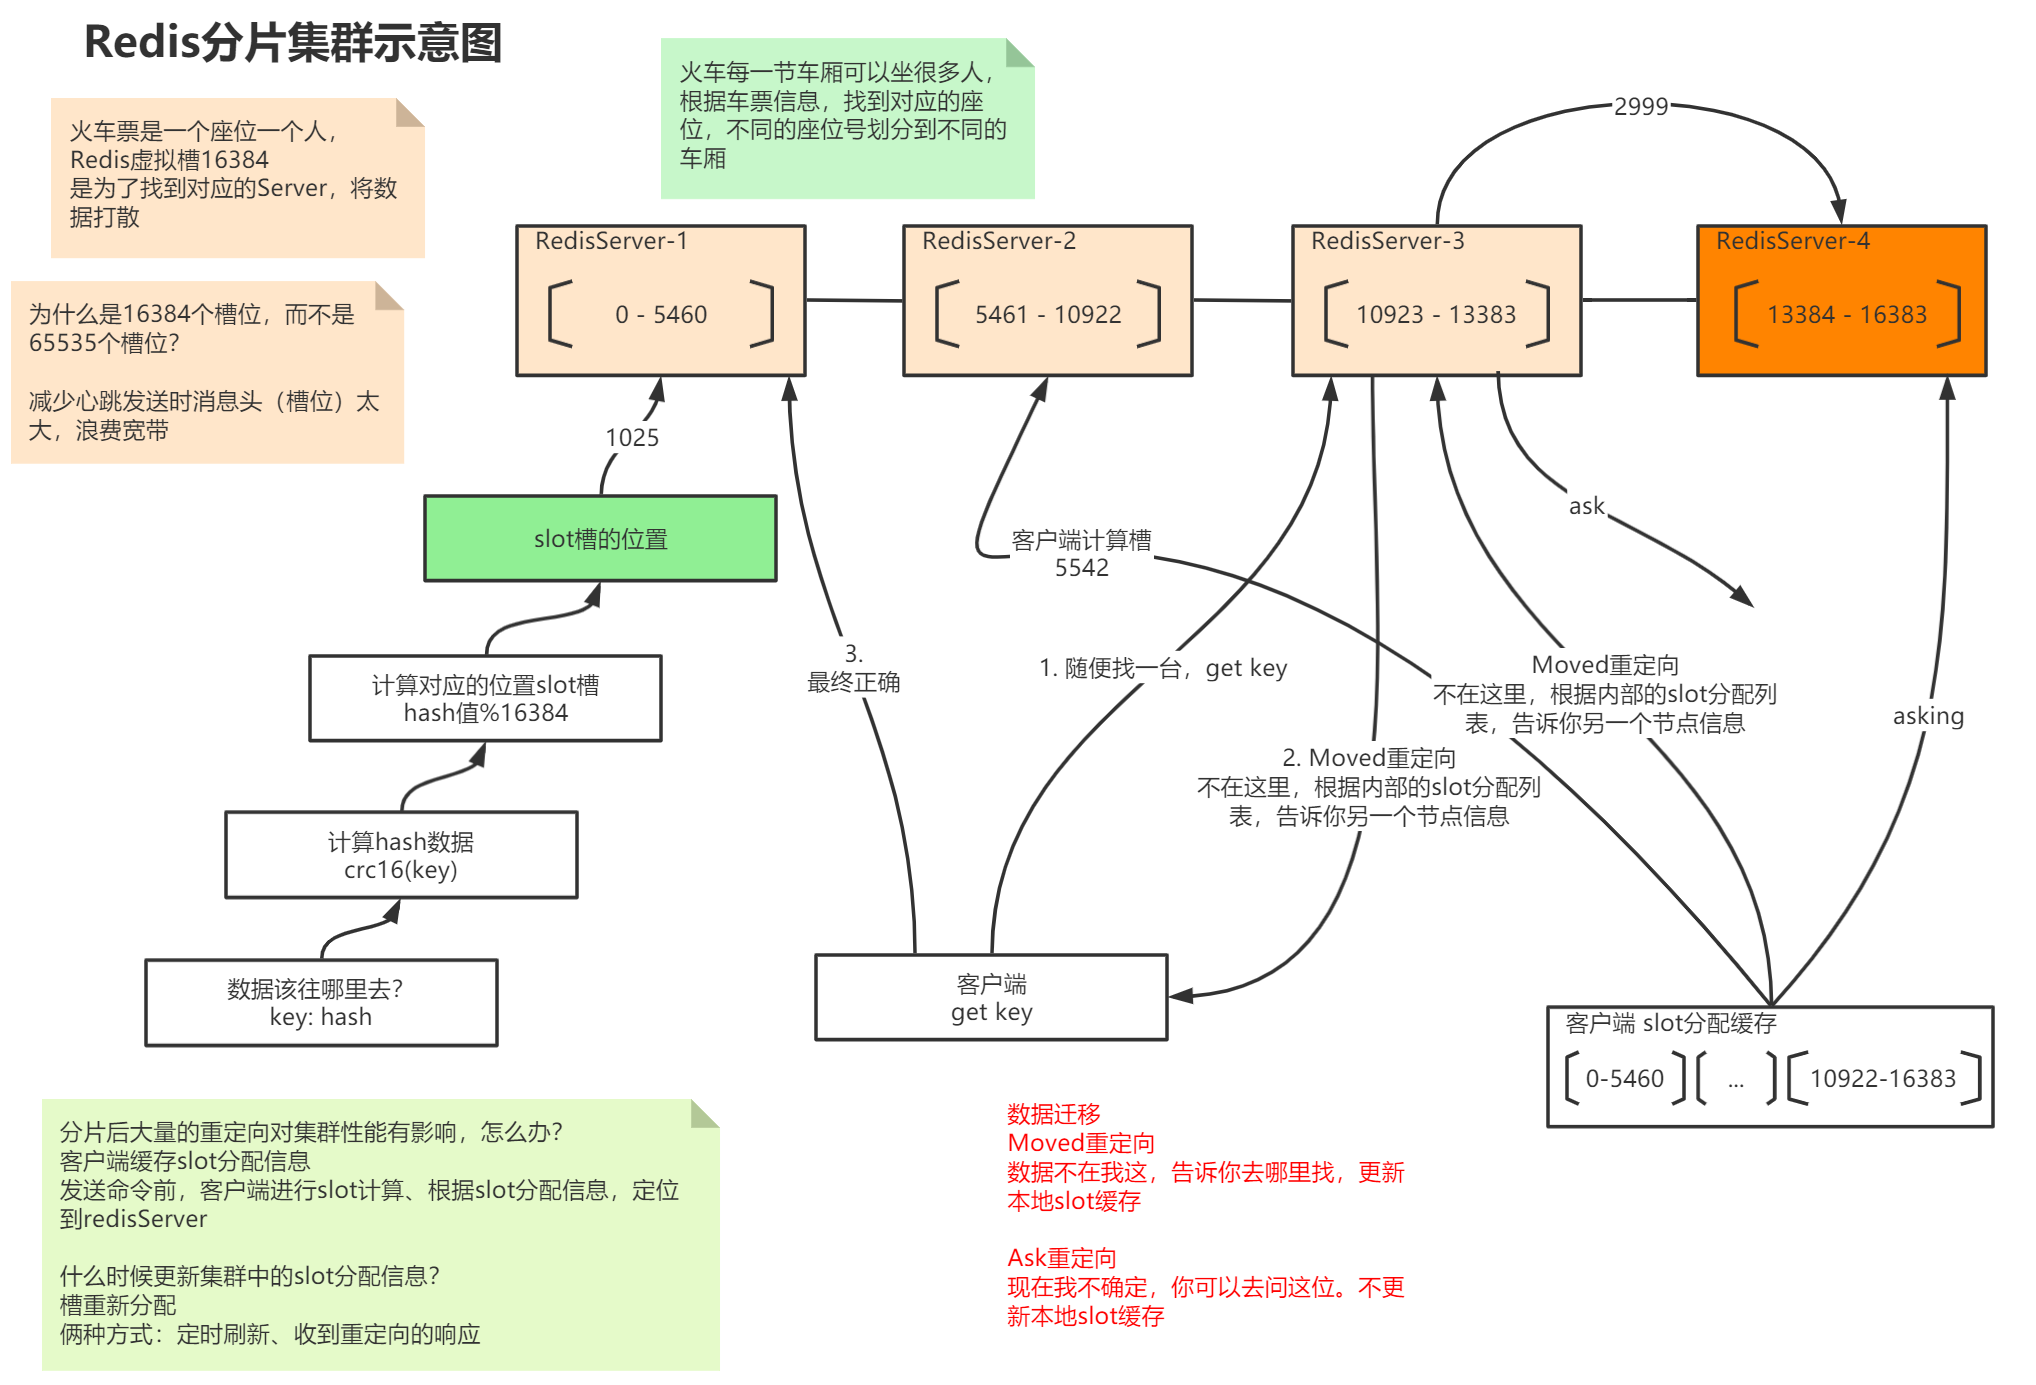 Redis分片集群示意图
火车票是一个座位一个人，
Redis虚拟槽16384
是为了找到对应的Server，将数
据打散
火车每一节车厢可以坐很多人，
根据车票信息，找到对应的座
位，不同的座位号划分到不同的
车厢
为什么是16384个槽位，而不是
65535个槽位？
减少心跳发送时消息头（槽位）太
大，浪费宽带
2999
RedisServer-1
0 - 5460
RedisServer-2
5461 - 10922
RedisServer-3
10923 - 13383
RedisServer-4
13384 - 16383
1025
slot槽的位置
计算对应的位置slot槽
hash值%16384
计算hash数据
crc16(key)
数据该往哪里去？
key: hash
3.
最终正确
客户端计算槽
5542
1. 随便找一台，get key
2. Moved重定向
不在这里，根据内部的slot分配列
表，告诉你另一个节点信息
ask
Moved重定向
不在这里，根据内部的slot分配列
表，告诉你另一个节点信息
asking
客户端
get key
客户端 slot分配缓存
0-5460
...
10922-16383
分片后大量的重定向对集群性能有影响，怎么办？
客户端缓存slot分配信息
发送命令前，客户端进行slot计算、根据slot分配信息，定位
到redisServer
什么时候更新集群中的slot分配信息？
槽重新分配
俩种方式：定时刷新、收到重定向的响应
数据迁移
Moved重定向
数据不在我这，告诉你去哪里找，更新
本地slot缓存
Ask重定向
现在我不确定，你可以去问这位。不更
新本地slot缓存